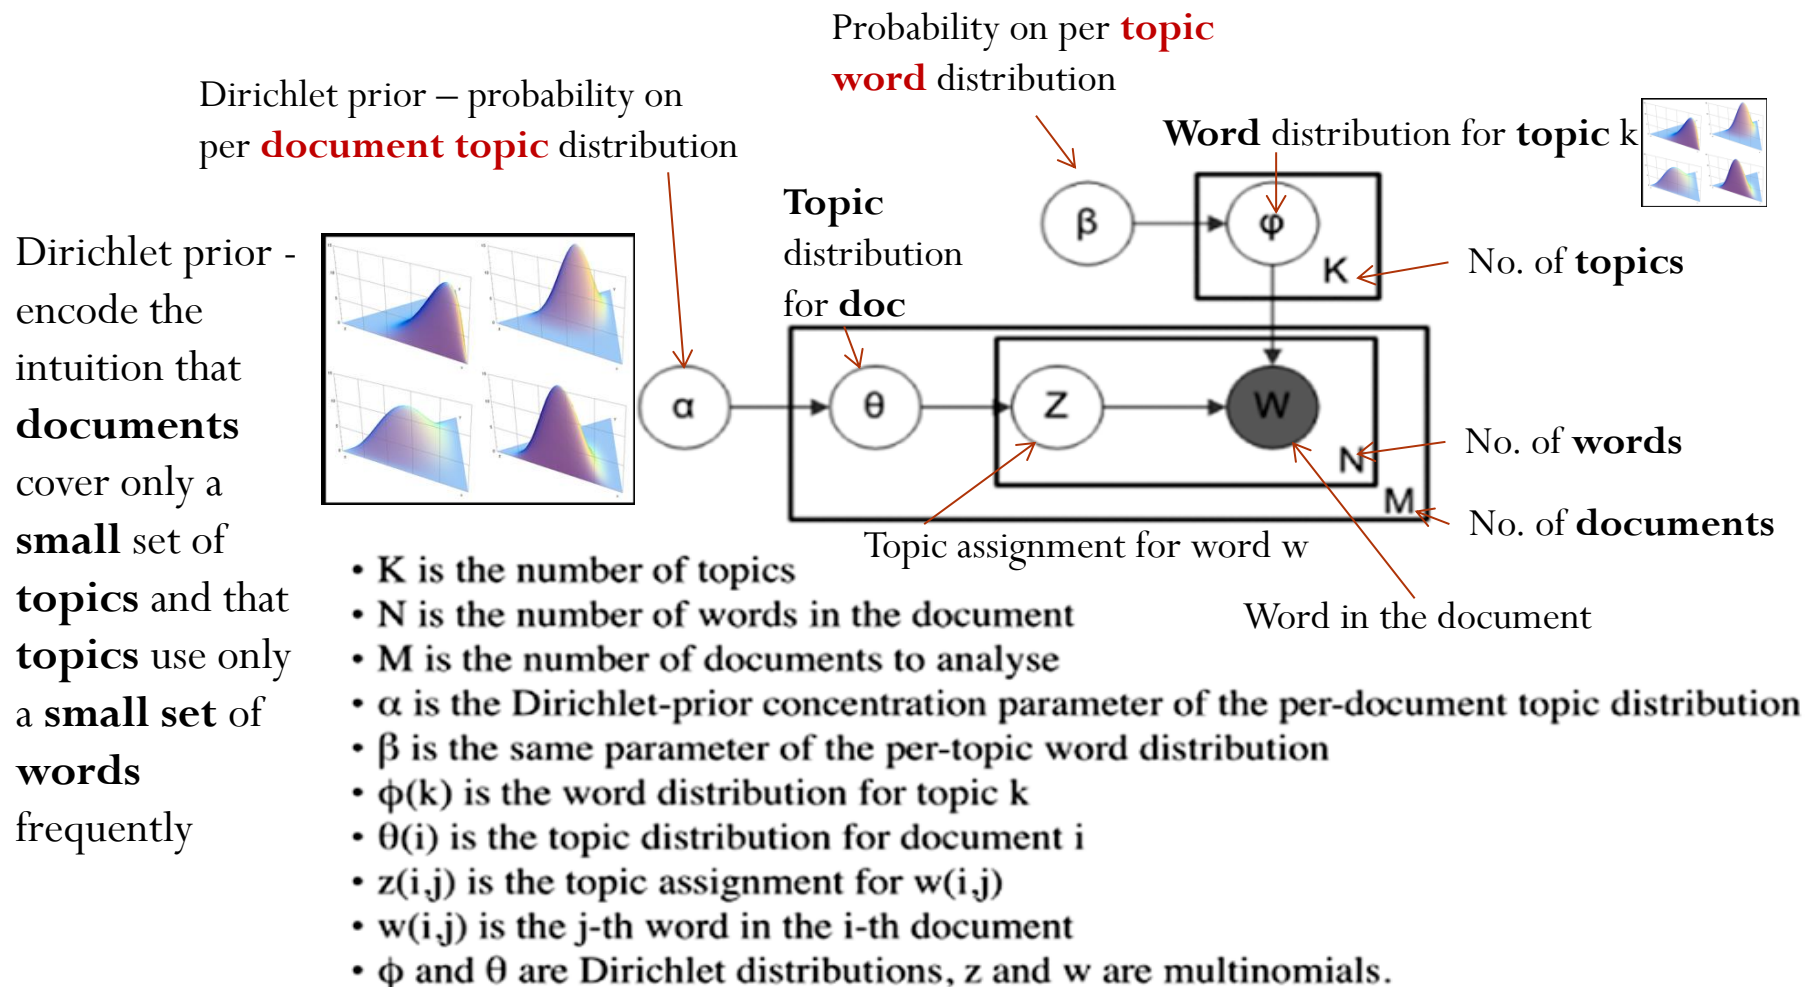 Probability on per topic
word distribution
Dirichlet prior – probability on
per document topic distribution
Word distribution for topic k
Topic
distribution
for doc
β
φ
K
No. of topics
Dirichlet prior -
encode the
intuition that
documents
cover only a
small set of
topics and that
topics use only
a small set of
words
frequently
α
θ
Z
W
N
M
No. of words
No. of documents
Topic assignment for word w
Word in the document
• K is the number of topics
• N is the number of words in the document
• M is the number of documents to analyse
• α is the Dirichlet-prior concentration parameter of the per-document topic distribution
• β is the same parameter of the per-topic word distribution
• ϕ(k) is the word distribution for topic k
• θ(i) is the topic distribution for document i
• z(i,j) is the topic assignment for w(i,j)
• w(i,j) is the j-th word in the i-th document
• ϕ and θ are Dirichlet distributions, z and w are multinomials.